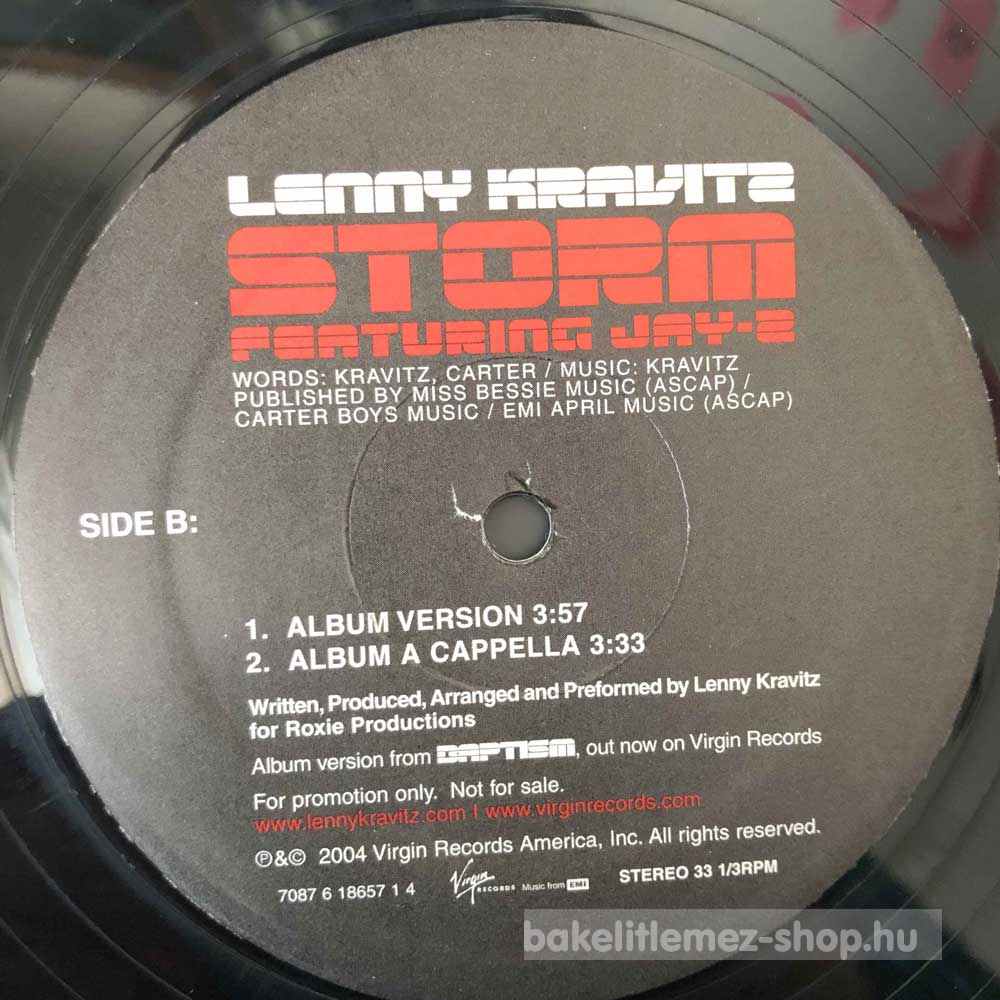 LENNY KRAVITZ
STORM
FEATURING JAY-Z
WORDS: KRAVITZ, CARTER / MUSIC: KRAVITZ
PUBLISHED BY MISS BESSIE MUSIC (ASCAP) /
CARTER BOYS MUSIC / EMI APRIL MUSIC (ASCAP)
SIDE B:
1. ALBUM VERSION 3:57
2. ALBUM A CAPPELLA 3:33
Written, Produced, Arranged and Preformed by Lenny Kravitz
for Roxie Productions
Album version from BAPTISM, out now on Virgin Records
For promotion only. Not for sale.
www.lennykravitz.com I www.virginrecords.com
℗&© 2004 Virgin Records America, Inc. All rights reserved.
7087 6 18657 1 4 Virgin RECORDS Music from EMI STEREO 33 1/3RPM
bakelitlemez-shop.hu